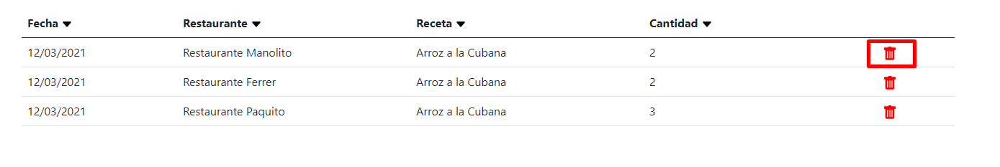 Fecha Restaurante Receta Cantidad
12/03/2021 Restaurante Manolito Arroz a la Cubana 2
12/03/2021 Restaurante Ferrer Arroz a la Cubana 2
12/03/2021 Restaurante Paquito Arroz a la Cubana 3